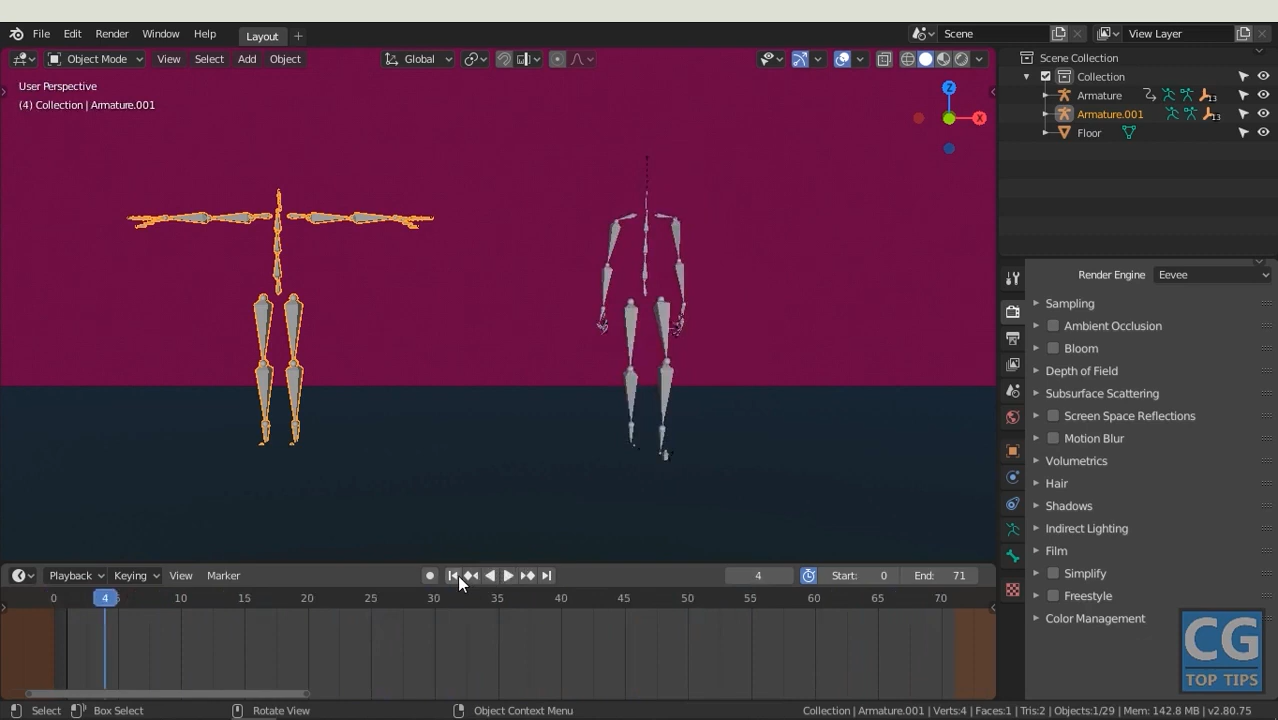 File Edit Render Window Help Layout + Scene View Layer
Object Mode View Select Add Object Global Scene Collection
User Perspective
(4) Collection | Armature.001
Z
X
Collection
Armature 13
Armature.001 13
Floor
Render Engine Eevee
Sampling
Ambient Occlusion
Bloom
Depth of Field
Subsurface Scattering
Screen Space Reflections
Motion Blur
Volumetrics
Hair
Shadows
Indirect Lighting
Film
Simplify
Freestyle
Color Management
Playback Keying View Marker 4 Start: 0 End: 71
0 4 5 10 15 20 25 30 35 40 45 50 55 60 65 70
CG
TOP TIPS
Select Box Select Rotate View Object Context Menu Collection | Armature.001 | Verts:4 | Faces:1 | Tris:2 | Objects:1/29 | Mem: 142.8 MB | v2.80.75